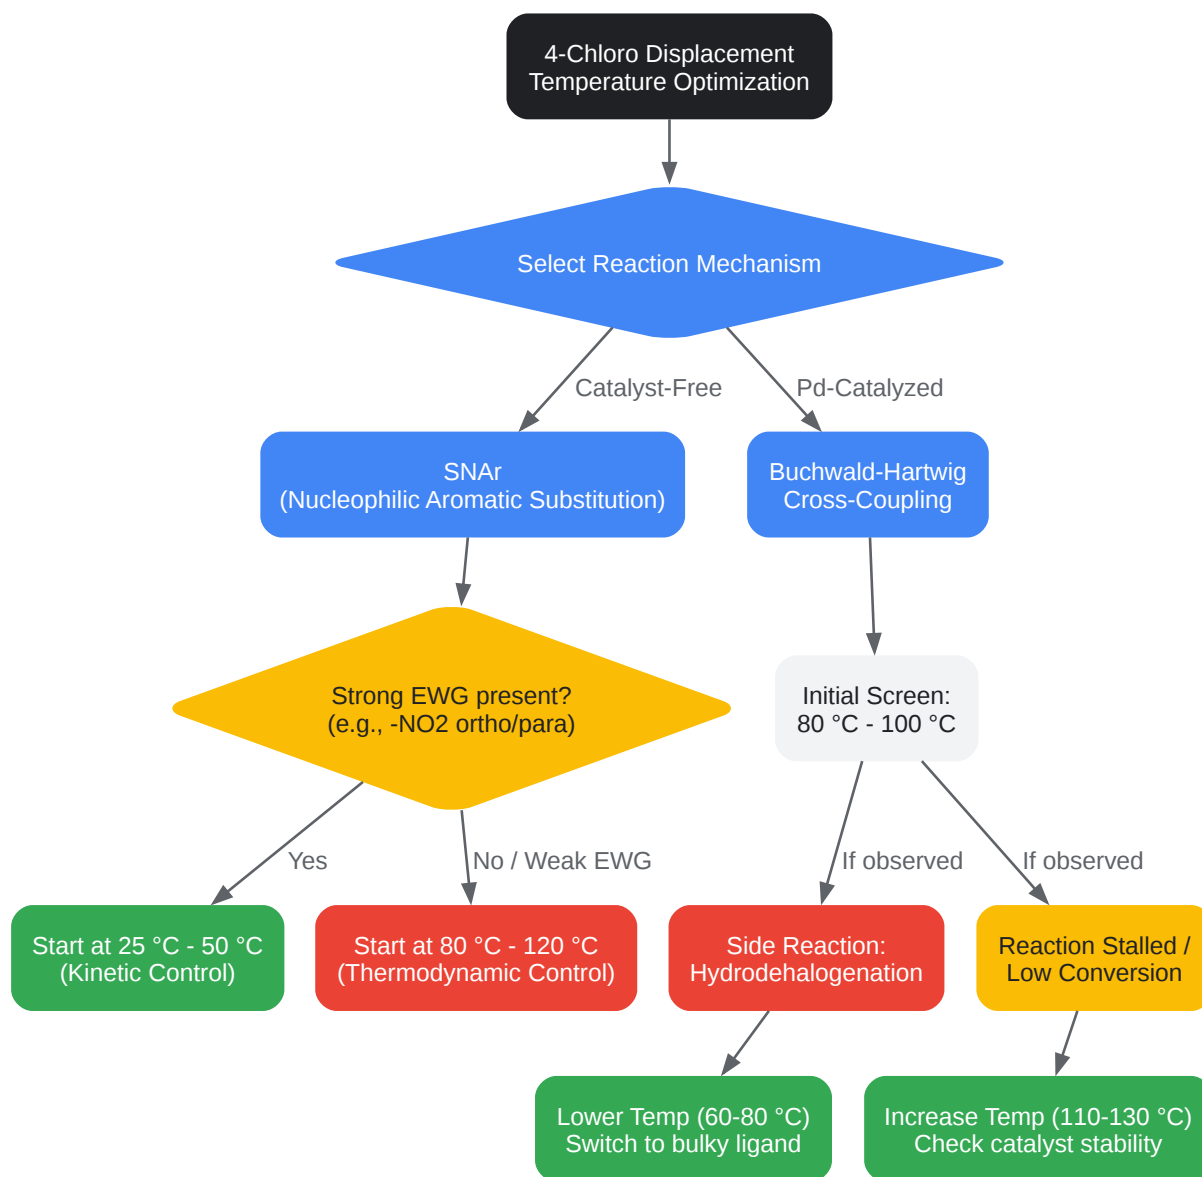 4-Chloro Displacement
Temperature Optimization
Select Reaction Mechanism
Catalyst-Free
Pd-Catalyzed
SNAr
(Nucleophilic Aromatic Substitution)
Buchwald-Hartwig
Cross-Coupling
Strong EWG present?
(e.g., -NO2 ortho/para)
Initial Screen:
80 °C - 100 °C
Yes
No / Weak EWG
If observed
If observed
Start at 25 °C - 50 °C
(Kinetic Control)
Start at 80 °C - 120 °C
(Thermodynamic Control)
Side Reaction:
Hydrodehalogenation
Reaction Stalled /
Low Conversion
Lower Temp (60-80 °C)
Switch to bulky ligand
Increase Temp (110-130 °C)
Check catalyst stability